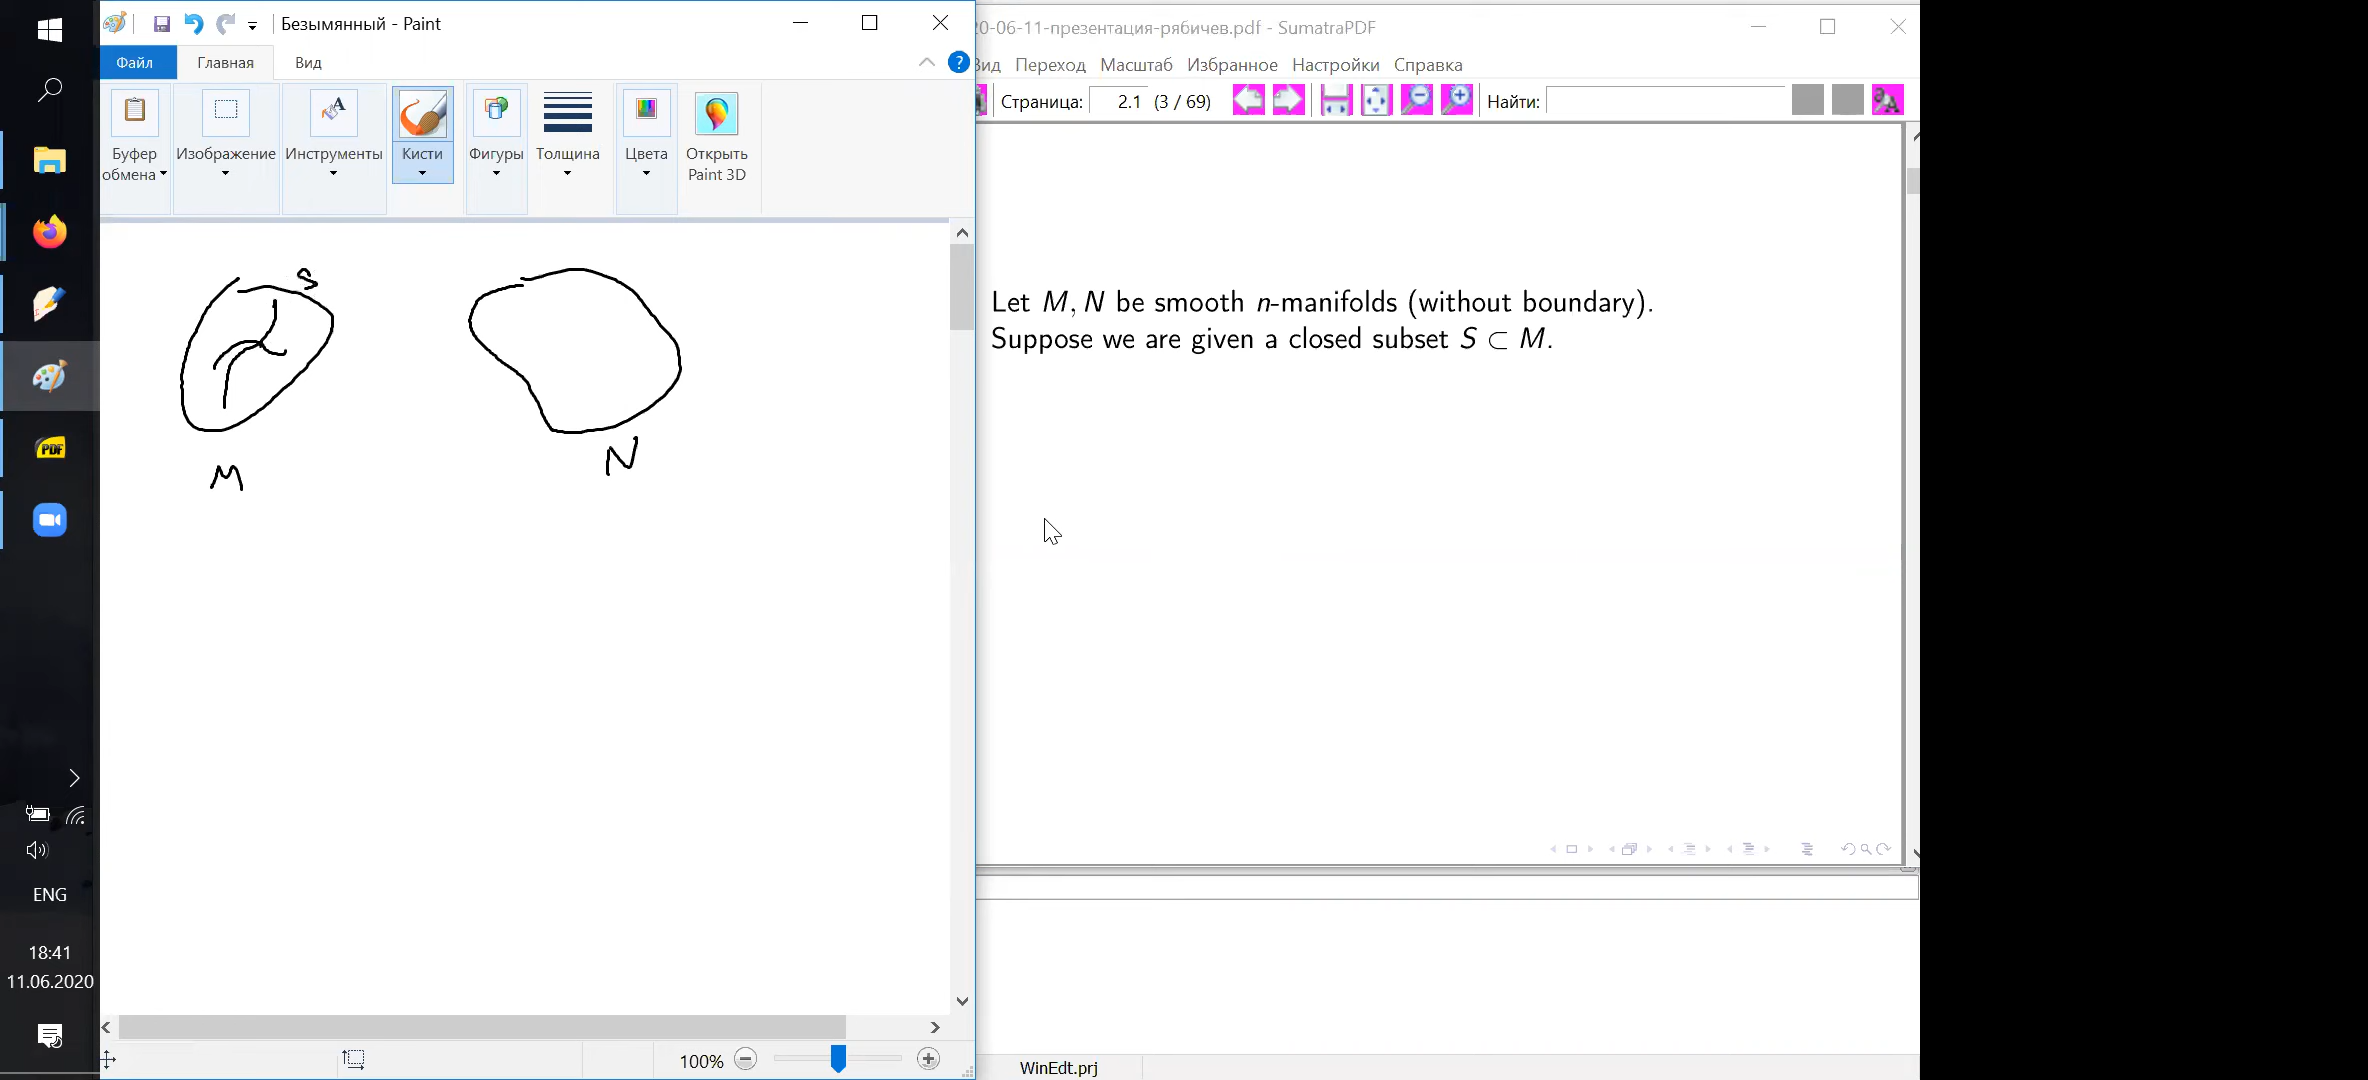 Безымянный - Paint
Файл Главная Вид
Буфер обмена
Изображение
Инструменты
Кисти
Фигуры
Толщина
Цвета
Открыть Paint 3D
S
M
N
100%
ENG
18:41
11.06.2020
20-06-11-презентация-рябичев.pdf - SumatraPDF
Вид Переход Масштаб Избранное Настройки Справка
Страница: 2.1 (3 / 69) Найти:
Let M, N be smooth n-manifolds (without boundary).
Suppose we are given a closed subset S ⊂ M.
WinEdt.prj